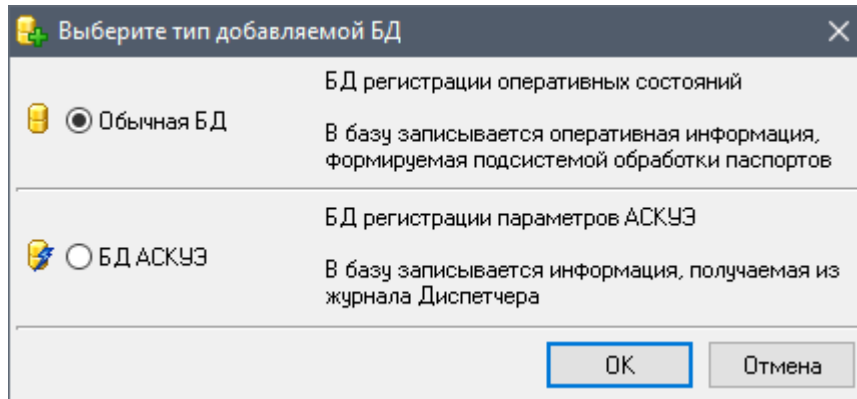 Выберите тип добавляемой БД
БД регистрации оперативных состояний
Обычная БД
В базу записывается оперативная информация,
формируемая подсистемой обработки паспортов
БД регистрации параметров АСКУЭ
БД АСКУЭ
В базу записывается информация, получаемая из
журнала Диспетчера
OK
Отмена